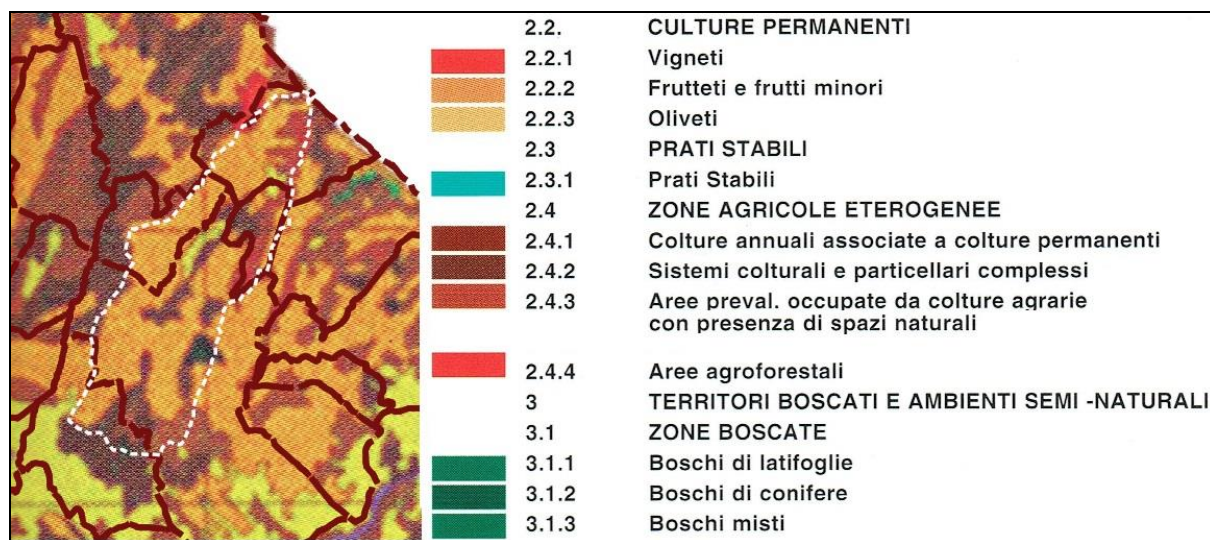 2.2. CULTURE PERMANENTI
2.2.1 Vigneti
2.2.2 Frutteti e frutti minori
2.2.3 Oliveti
2.3 PRATI STABILI
2.3.1 Prati Stabili
2.4 ZONE AGRICOLE ETEROGENEE
2.4.1 Colture annuali associate a colture permanenti
2.4.2 Sistemi colturali e particellari complessi
2.4.3 Aree preval. occupate da colture agrarie
con presenza di spazi naturali
2.4.4 Aree agroforestali
3 TERRITORI BOSCATI E AMBIENTI SEMI -NATURALI
3.1 ZONE BOSCATE
3.1.1 Boschi di latifoglie
3.1.2 Boschi di conifere
3.1.3 Boschi misti